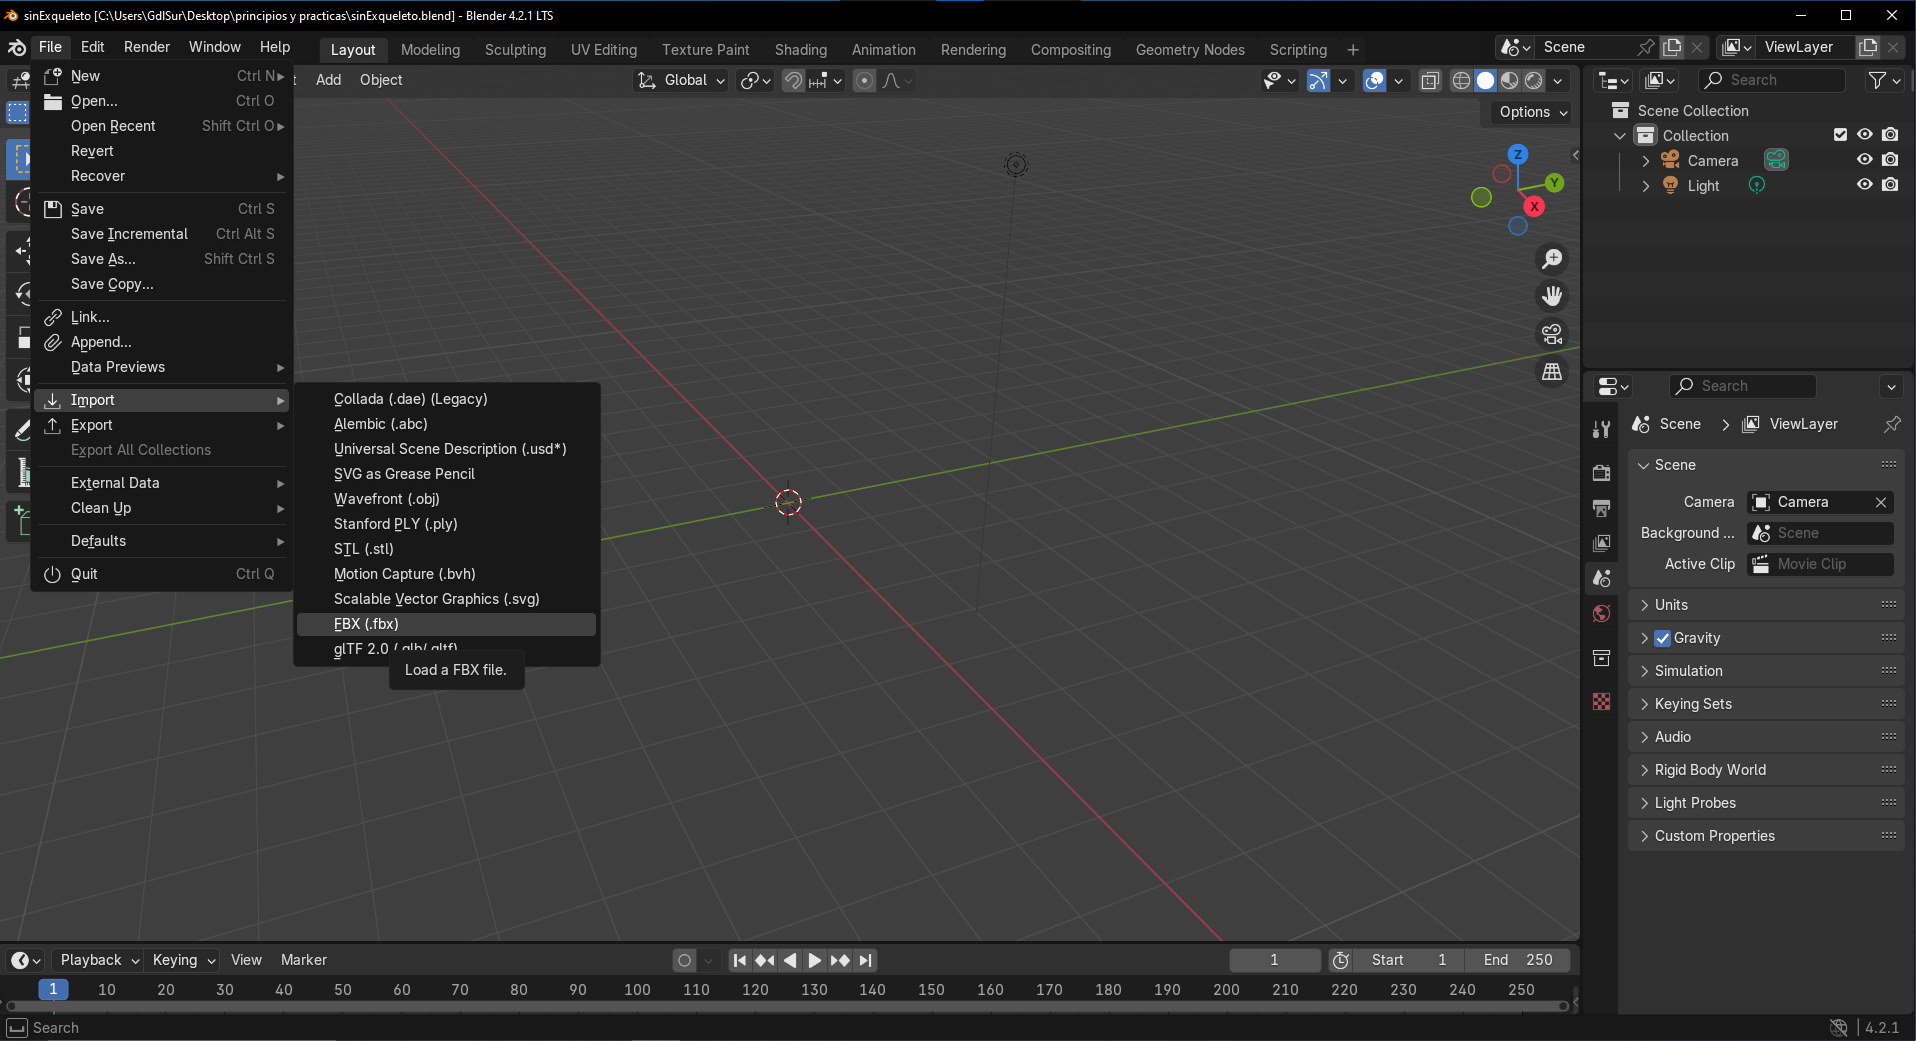 sinExqueleto [C:\Users\GdlSur\Desktop\principios y practicas\sinExqueleto.blend] - Blender 4.2.1 LTS
File Edit Render Window Help Layout Modeling Sculpting UV Editing Texture Paint Shading Animation Rendering Compositing Geometry Nodes Scripting + Scene ViewLayer
Add Object Global Search
Options
New Ctrl N
Open... Ctrl O
Open Recent Shift Ctrl O
Revert
Recover
Save Ctrl S
Save Incremental Ctrl Alt S
Save As... Shift Ctrl S
Save Copy...
Link...
Append...
Data Previews
Import
Export
Export All Collections
External Data
Clean Up
Defaults
Quit Ctrl Q
Collada (.dae) (Legacy)
Alembic (.abc)
Universal Scene Description (.usd*)
SVG as Grease Pencil
Wavefront (.obj)
Stanford PLY (.ply)
STL (.stl)
Motion Capture (.bvh)
Scalable Vector Graphics (.svg)
FBX (.fbx)
glTF 2.0 (.glb/.gltf)
Load a FBX file.
Z
Y
X
Scene Collection
Collection
Camera
Light
Search
Scene ViewLayer
Scene
Camera Camera
Background ... Scene
Active Clip Movie Clip
Units
Gravity
Simulation
Keying Sets
Audio
Rigid Body World
Light Probes
Custom Properties
Playback Keying View Marker 1 Start 1 End 250
1 10 20 30 40 50 60 70 80 90 100 110 120 130 140 150 160 170 180 190 200 210 220 230 240 250
Search 4.2.1